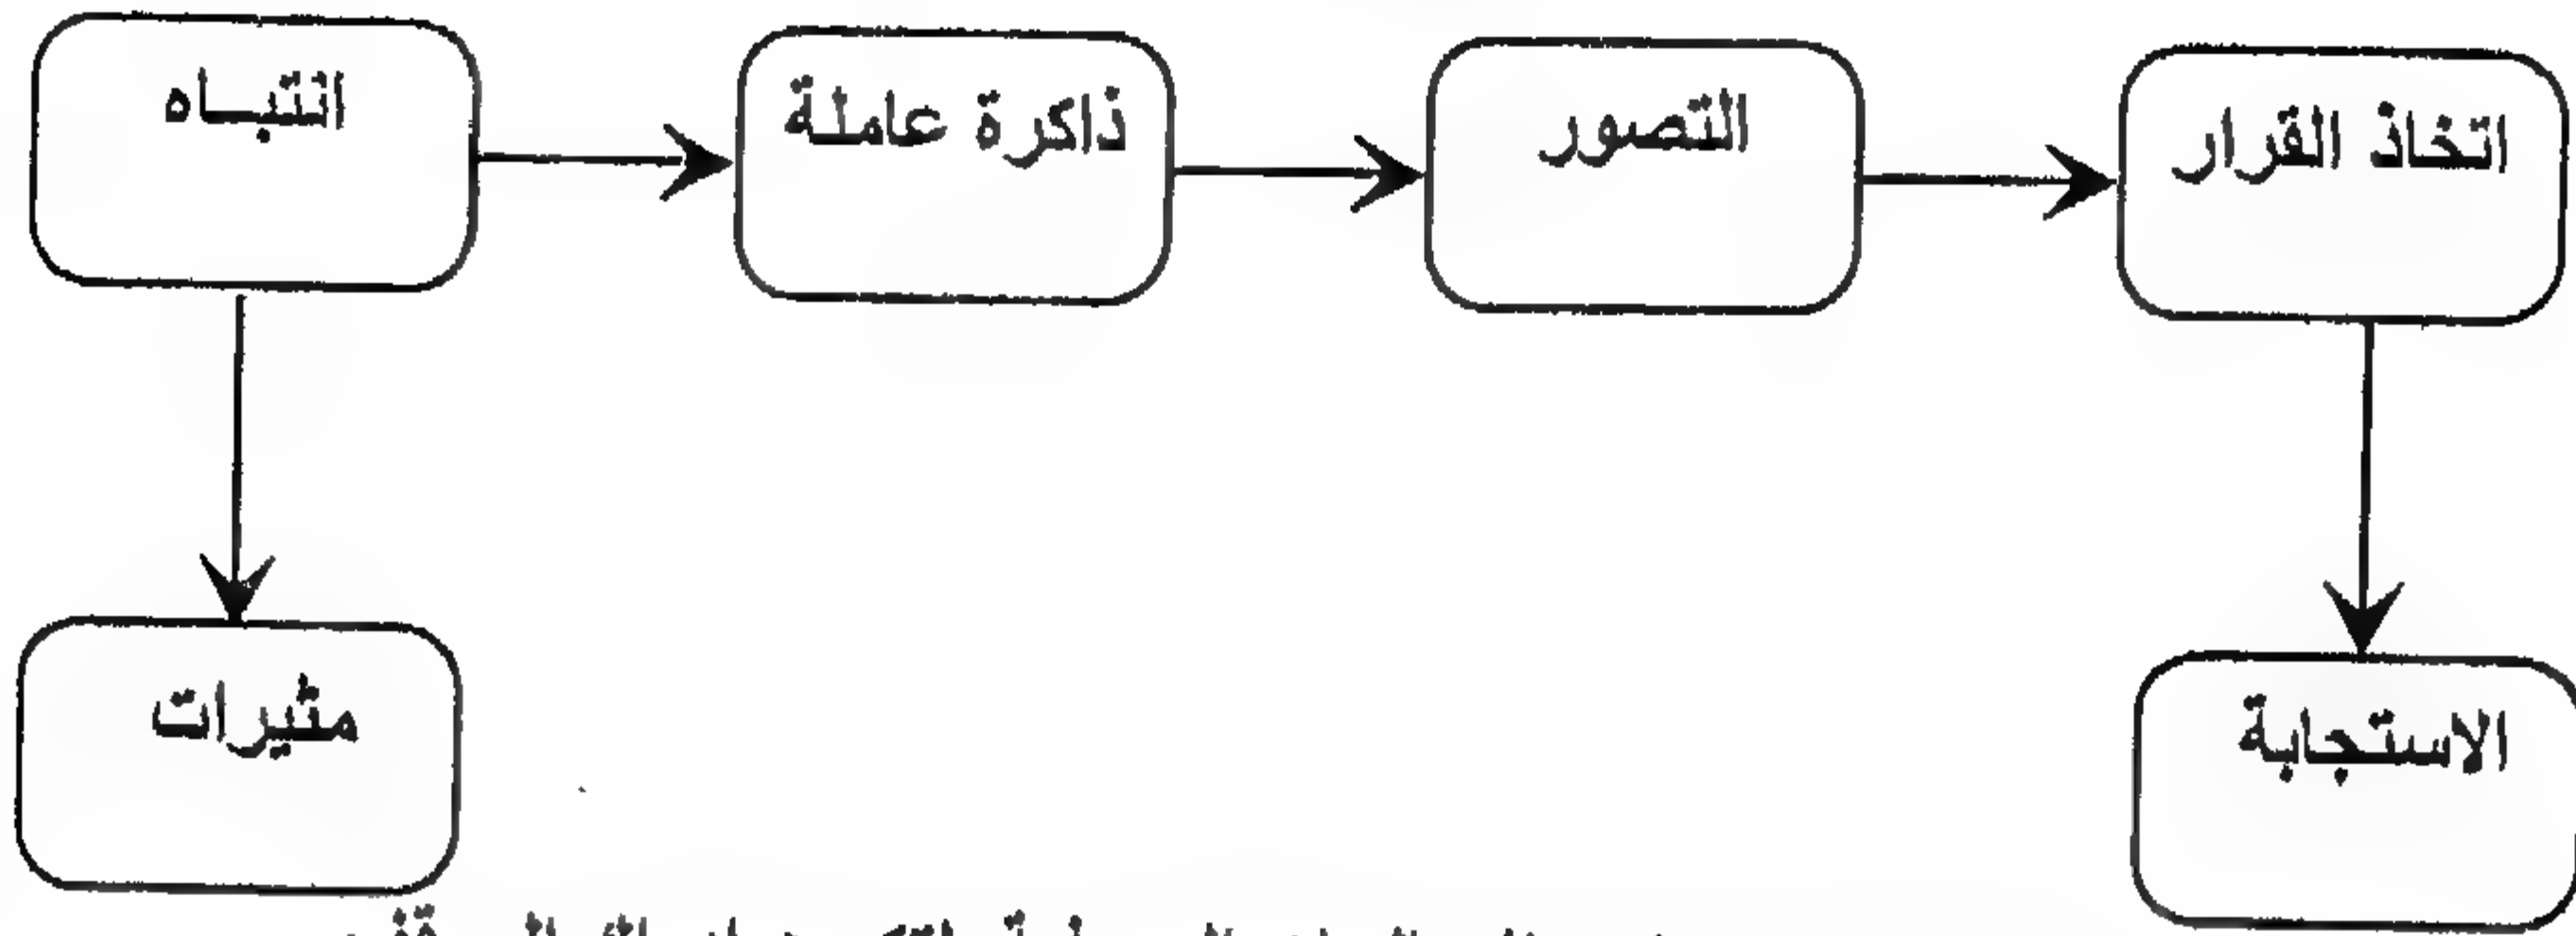 انتباه
ذاكرة عاملة
التصور
اتخاذ القرار
مثيرات
الاستجابة